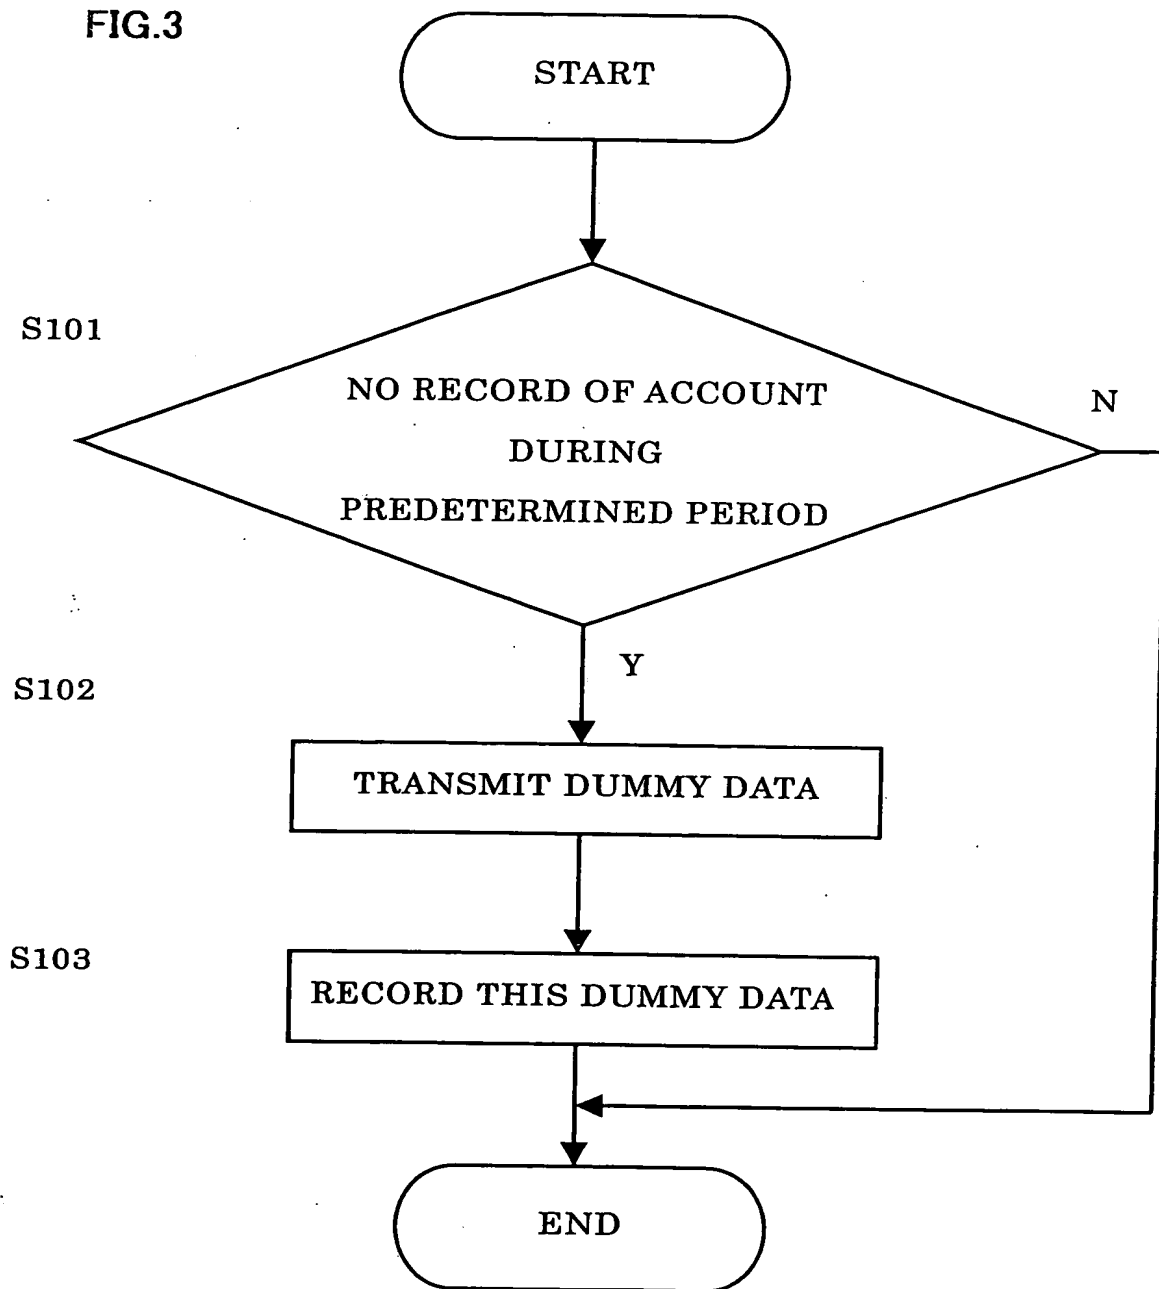 FIG.3
START
S101
NO RECORD OF ACCOUNT
DURING
PREDETERMINED PERIOD
N
Y
S102
TRANSMIT DUMMY DATA
S103
RECORD THIS DUMMY DATA
END